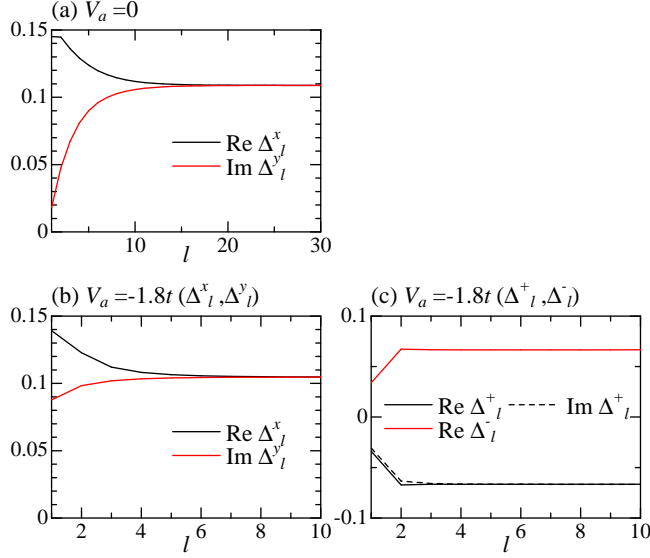 (a) V_a =0
0.15
0.1
0.05
0
Re Δ^x_l
Im Δ^y_l
10 20 30
l
(b) V_a =-1.8t (Δ^x_l ,Δ^y_l)
0.15
0.1
0.05
0
Re Δ^x_l
Im Δ^y_l
2 4 6 8 10
l
(c) V_a =-1.8t (Δ^+_l ,Δ^-_l)
0.1
0
-0.1
Re Δ^+_l Im Δ^+_l
Re Δ^-_l
2 4 6 8 10
l